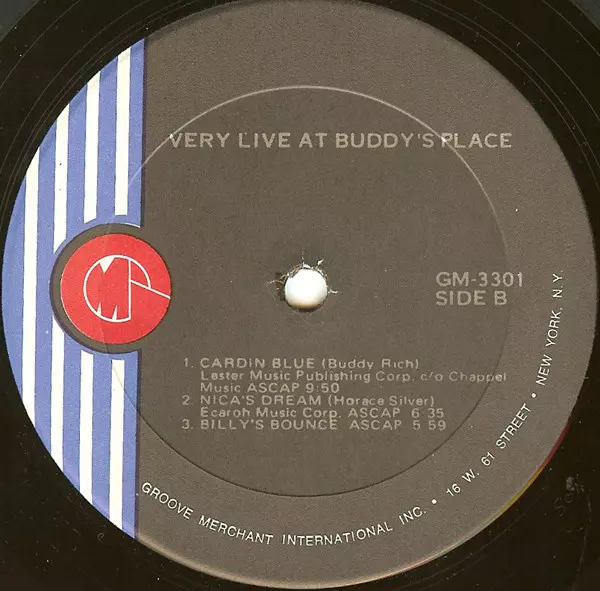 VERY LIVE AT BUDDY'S PLACE
GM-3301
SIDE B
1. CARDIN BLUE (Buddy Rich)
Lester Music Publishing Corp. c/o Chappel
Music ASCAP 9:50
2. NICA'S DREAM (Horace Silver)
Ecaroh Music Corp. ASCAP 6:35
3. BILLY'S BOUNCE ASCAP 5:59
GROOVE MERCHANT INTERNATIONAL INC. • 16 W. 61 STREET • NEW YORK, N.Y.